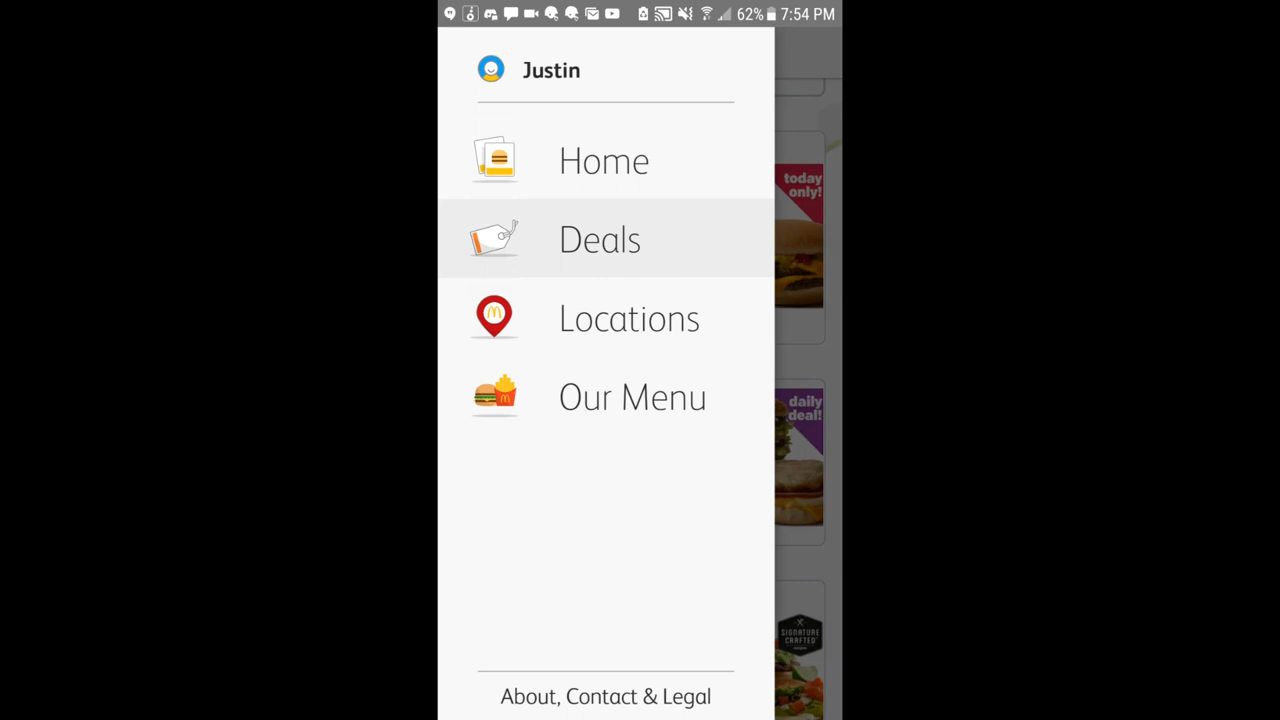 62% 7:54 PM
Justin
Home
today
only!
Deals
Locations
Our Menu
daily
deal!
SIGNATURE
CRAFTED
About, Contact & Legal